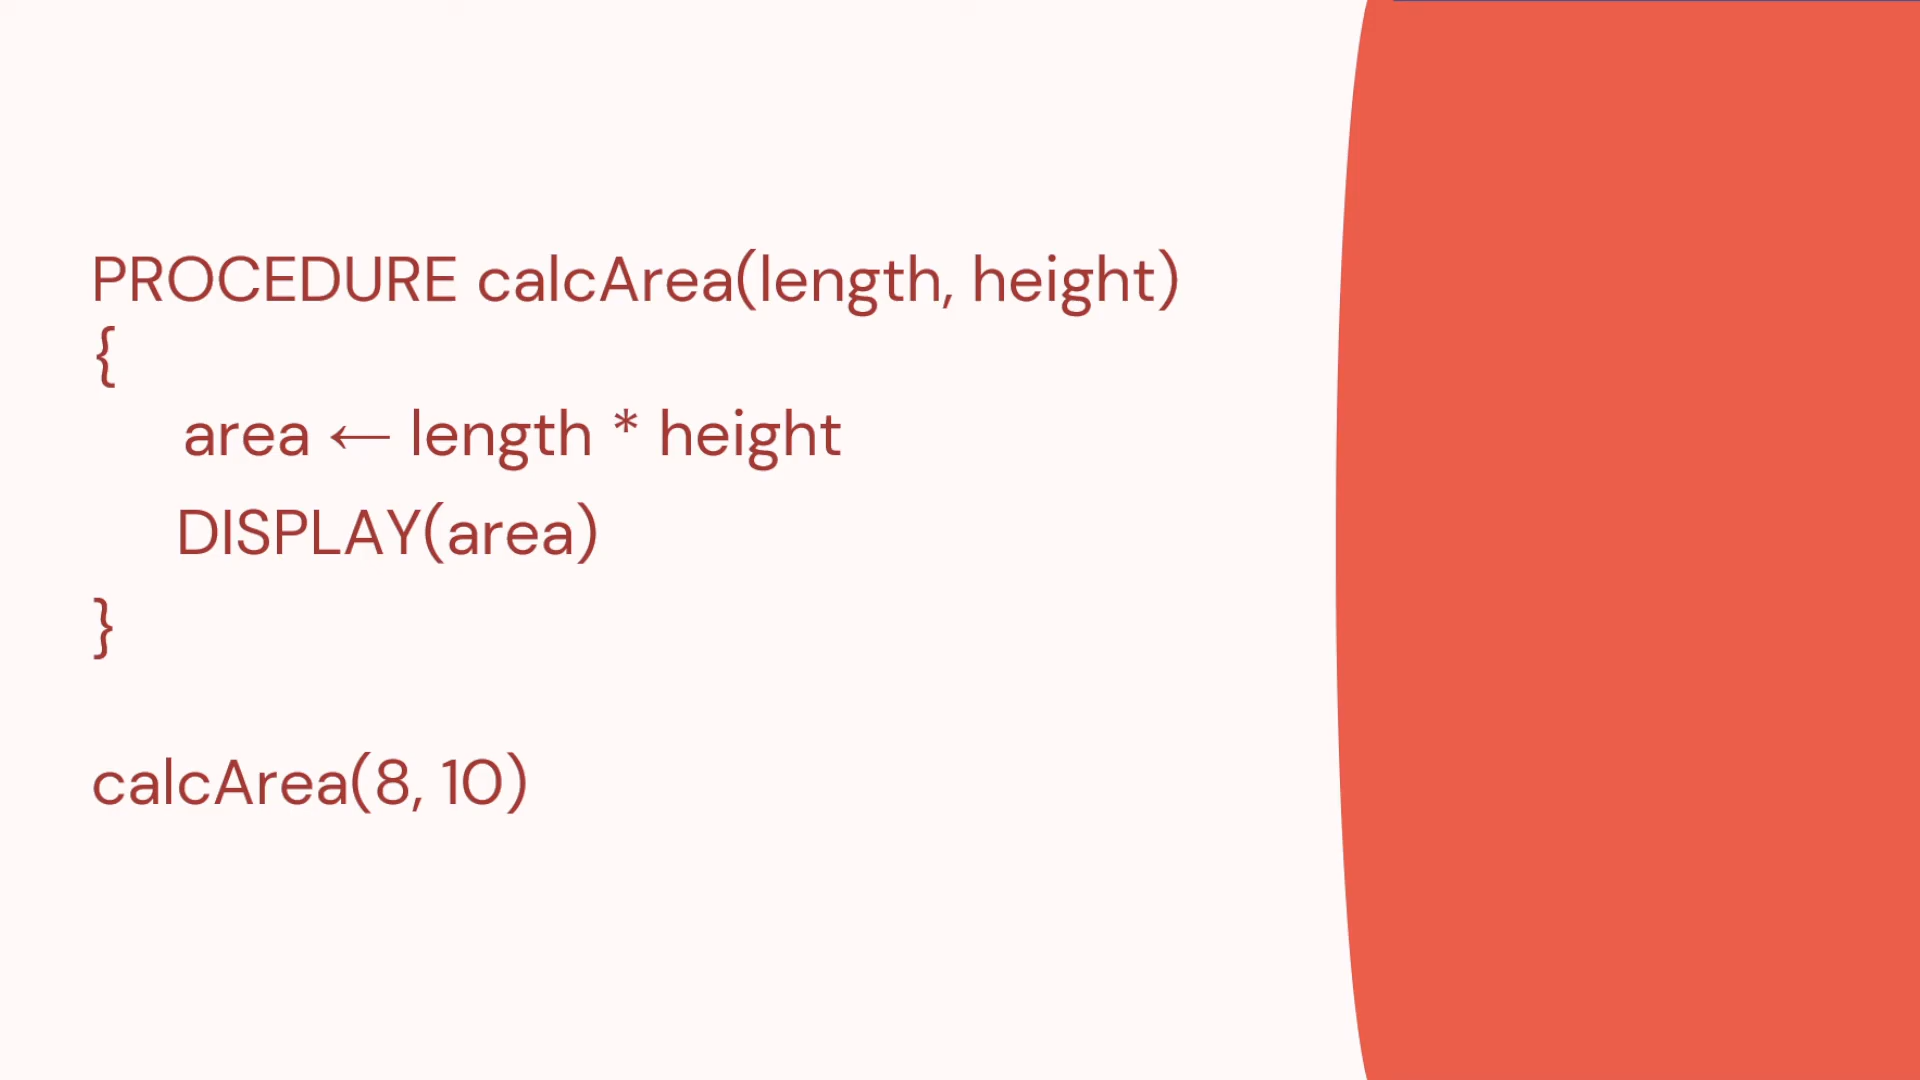 PROCEDURE calcArea(length, height)
{
area ← length * height
DISPLAY(area)
}
calcArea(8, 10)